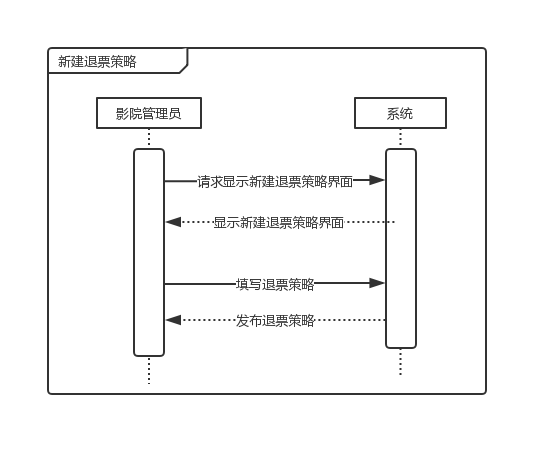 新建退票策略
影院管理员
系统
请求显示新建退票策略界面
显示新建退票策略界面
填写退票策略
发布退票策略